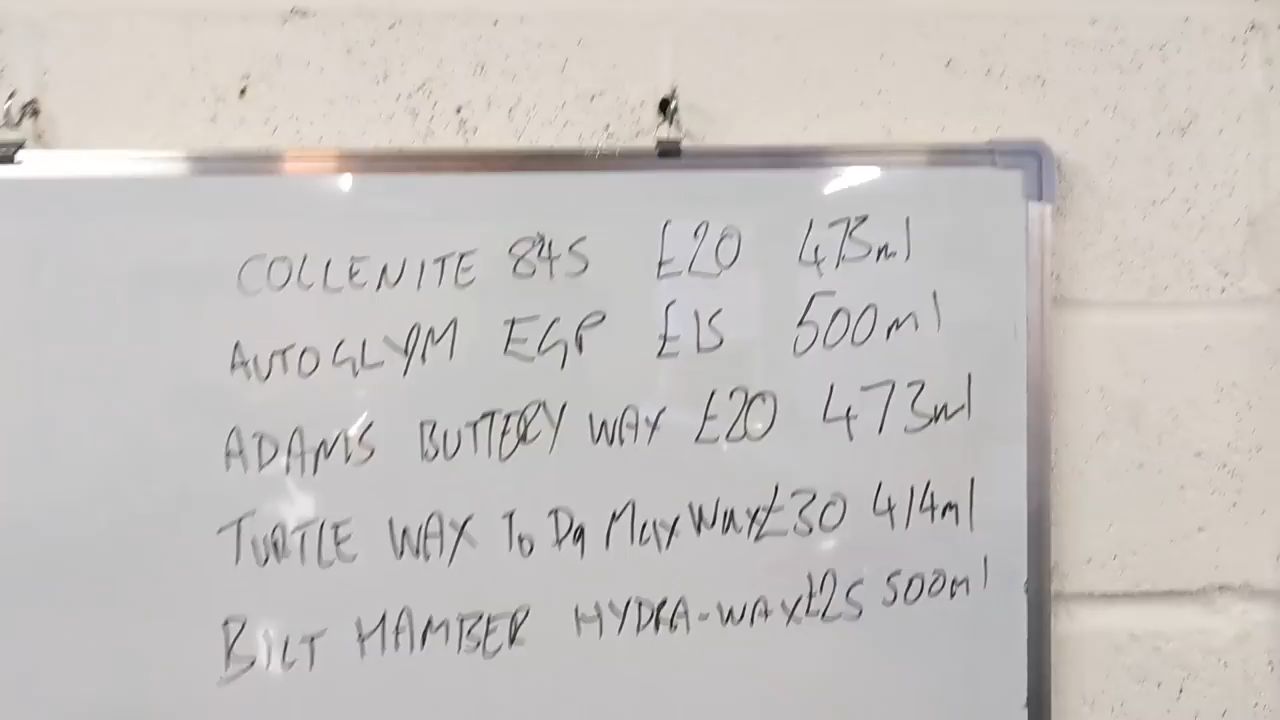 COLLENITE 845 £20 473ml
AUTOGLYM EGP £15 500ml
ADAMS BUTTERY WAX £20 473ml
TURTLE WAX To Da Max Wax £30 414ml
BILT HAMBER HYDRA-WAX £25 500ml